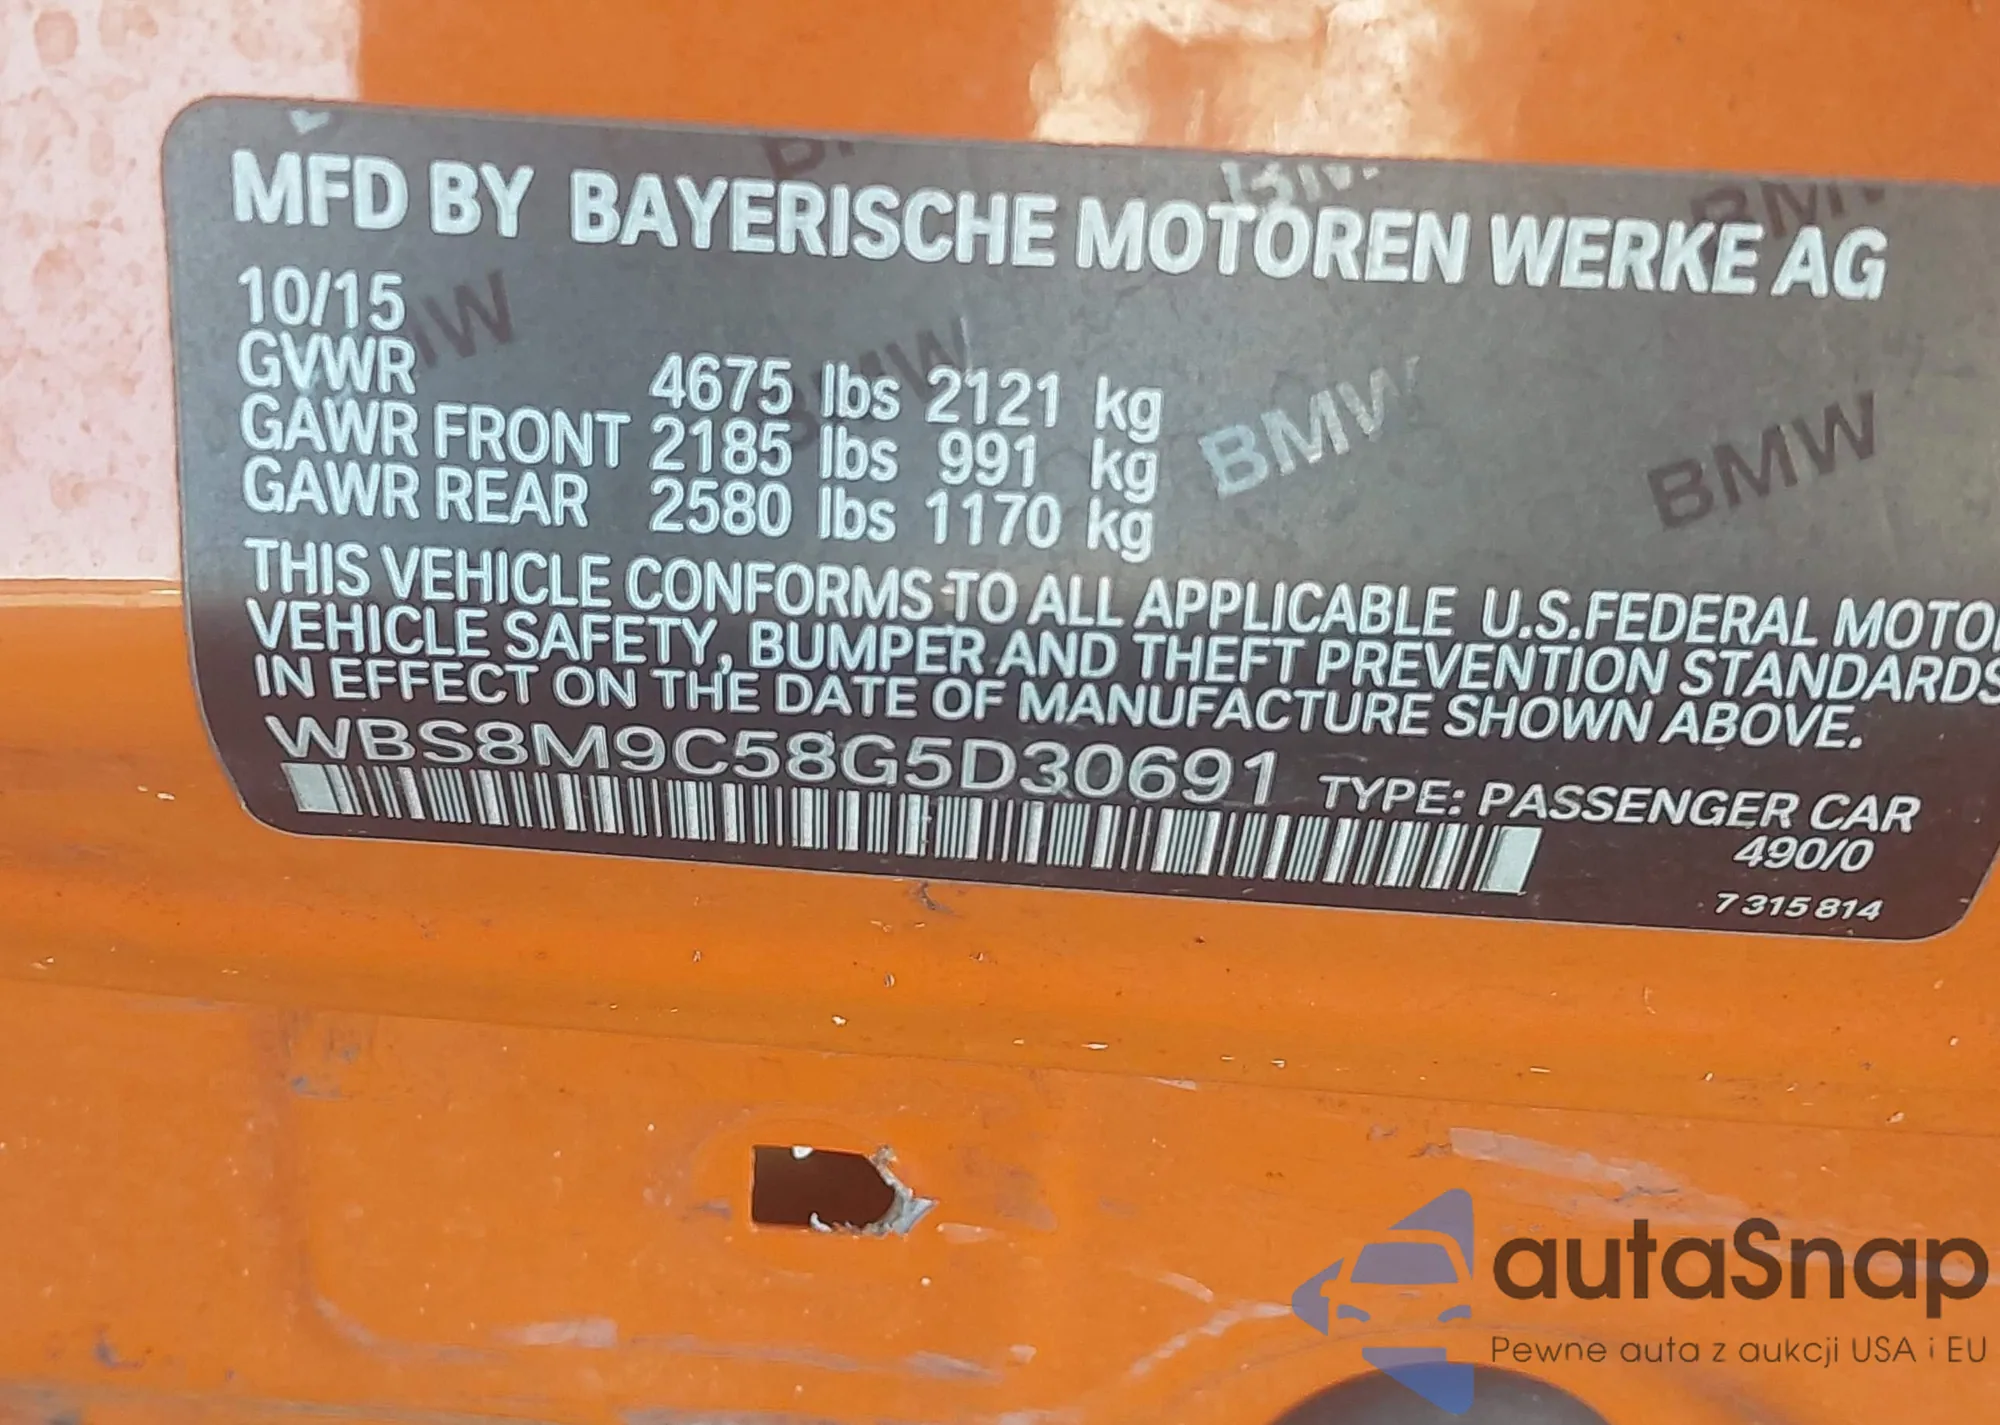 MFD BY BAYERISCHE MOTOREN WERKE AG
10/15
GVWR 4675 lbs 2121 kg
GAWR FRONT 2185 lbs 991 kg
GAWR REAR 2580 lbs 1170 kg
BMW
BMW
THIS VEHICLE CONFORMS TO ALL APPLICABLE U.S.FEDERAL MOTOR
VEHICLE SAFETY, BUMPER AND THEFT PREVENTION STANDARDS
IN EFFECT ON THE DATE OF MANUFACTURE SHOWN ABOVE.
WBS8M9C58G5D30691 TYPE: PASSENGER CAR
490/0
7 315 814
autaSnap
Pewne auta z aukcji USA i EU